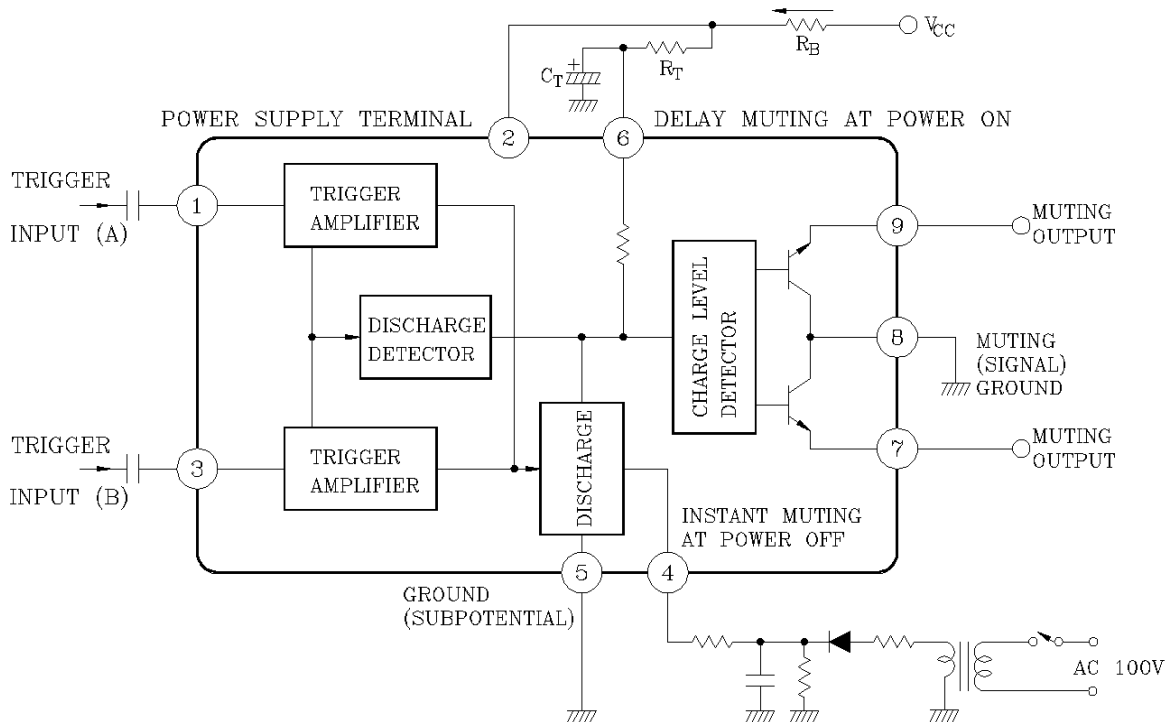 V_CC
R_B
R_T
C_T
+
POWER SUPPLY TERMINAL
2
6
DELAY MUTING AT POWER ON
TRIGGER
INPUT (A)
1
TRIGGER
AMPLIFIER
9
MUTING
OUTPUT
DISCHARGE
DETECTOR
CHARGE LEVEL
DETECTOR
8
MUTING
(SIGNAL)
GROUND
TRIGGER
INPUT (B)
3
TRIGGER
AMPLIFIER
DISCHARGE
7
MUTING
OUTPUT
INSTANT MUTING
AT POWER OFF
5
4
GROUND
(SUBPOTENTIAL)
AC 100V